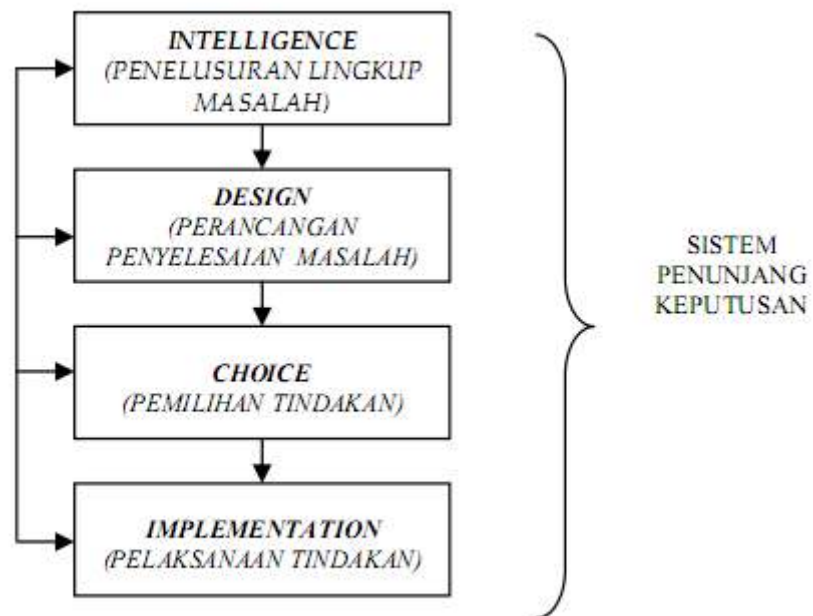 INTELLIGENCE
(PENELUSURAN LINGKUP
MASALAH)
DESIGN
(PERANCANGAN
PENYELESAIAN MASALAH)
CHOICE
(PEMILIHAN TINDAKAN)
IMPLEMENTATION
(PELAKSANAAN TINDAKAN)
SISTEM
PENUNJANG
KEPUTUSAN